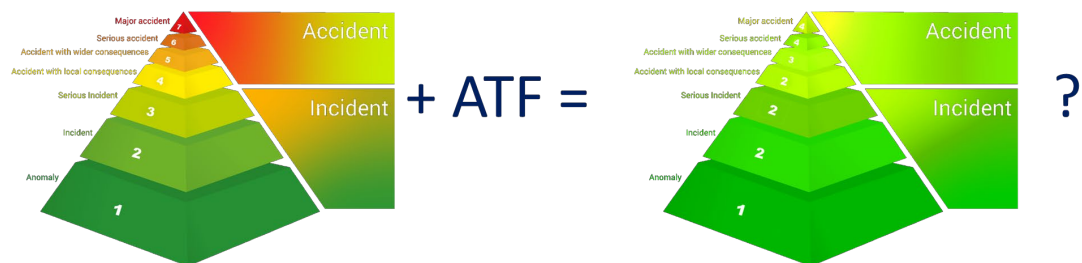 Major accident
7
Serious accident
6
Accident with wider consequences
5
Accident with local consequences
4
Serious Incident
3
Incident
2
Anomaly
1
Accident
Incident
+ ATF =
Major accident
4
Serious accident
4
Accident with wider consequences
3
Accident with local consequences
2
Serious Incident
2
Incident
2
Anomaly
1
Accident
Incident
?